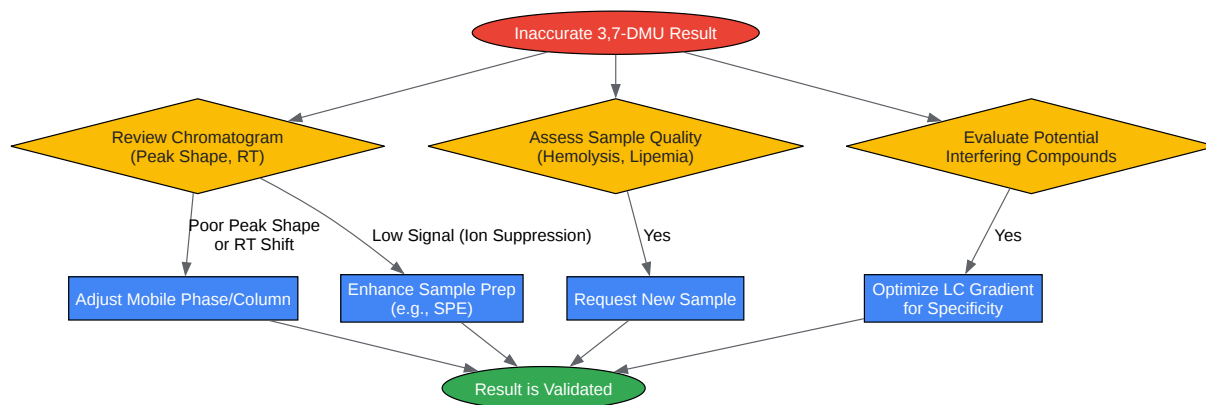 Inaccurate 3,7-DMU Result
Review Chromatogram
(Peak Shape, RT)
Assess Sample Quality
(Hemolysis, Lipemia)
Evaluate Potential
Interfering Compounds
Poor Peak Shape
or RT Shift
Low Signal (Ion Suppression)
Yes
Yes
Adjust Mobile Phase/Column
Enhance Sample Prep
(e.g., SPE)
Request New Sample
Optimize LC Gradient
for Specificity
Result is Validated